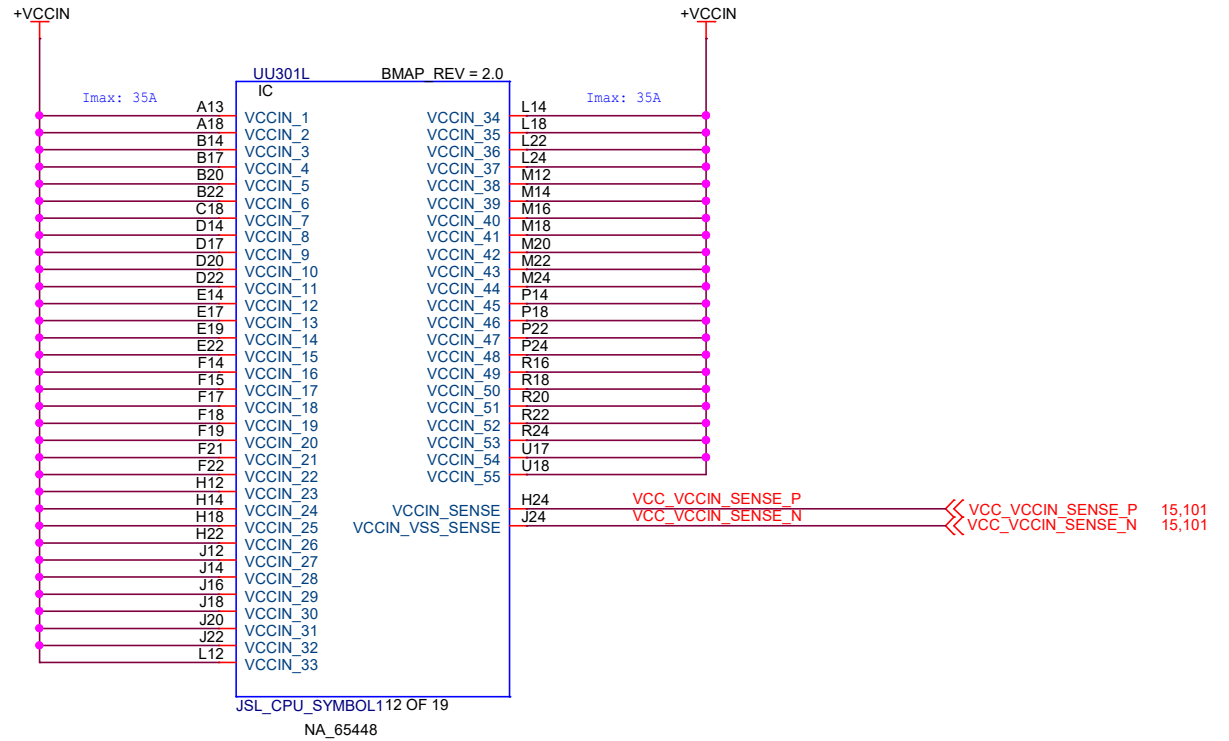 +VCCIN +VCCIN
UU301L BMAP_REV = 2.0
IC
Imax: 35A Imax: 35A
A13 VCCIN_1 VCCIN_34 L14
A18 VCCIN_2 VCCIN_35 L18
B14 VCCIN_3 VCCIN_36 L22
B17 VCCIN_4 VCCIN_37 L24
B20 VCCIN_5 VCCIN_38 M12
B22 VCCIN_6 VCCIN_39 M14
C18 VCCIN_7 VCCIN_40 M16
D14 VCCIN_8 VCCIN_41 M18
D17 VCCIN_9 VCCIN_42 M20
D20 VCCIN_10 VCCIN_43 M22
D22 VCCIN_11 VCCIN_44 M24
E14 VCCIN_12 VCCIN_45 P14
E17 VCCIN_13 VCCIN_46 P18
E19 VCCIN_14 VCCIN_47 P22
E22 VCCIN_15 VCCIN_48 P24
F14 VCCIN_16 VCCIN_49 R16
F15 VCCIN_17 VCCIN_50 R18
F17 VCCIN_18 VCCIN_51 R20
F18 VCCIN_19 VCCIN_52 R22
F19 VCCIN_20 VCCIN_53 R24
F21 VCCIN_21 VCCIN_54 U17
F22 VCCIN_22 VCCIN_55 U18
H12 VCCIN_23
H14 VCCIN_24 VCCIN_SENSE H24 VCC_VCCIN_SENSE_P VCC_VCCIN_SENSE_P 15,101
H18 VCCIN_25 VCCIN_VSS_SENSE J24 VCC_VCCIN_SENSE_N VCC_VCCIN_SENSE_N 15,101
H22 VCCIN_26
J12 VCCIN_27
J14 VCCIN_28
J16 VCCIN_29
J18 VCCIN_30
J20 VCCIN_31
J22 VCCIN_32
L12 VCCIN_33
JSL_CPU_SYMBOL1 12 OF 19
NA_65448